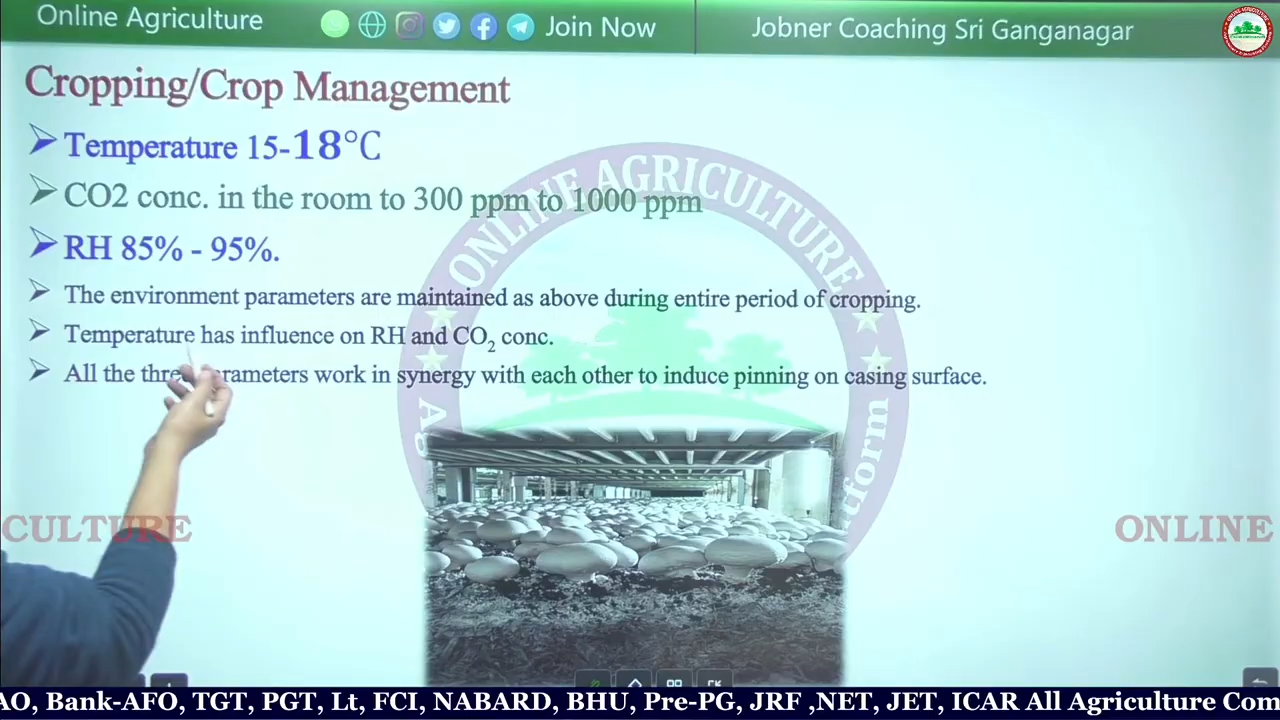 Online Agriculture
Join Now
Jobner Coaching Sri Ganganagar
ONLINE AGRICULTURE
Cropping/Crop Management
Temperature 15-18°C
CO2 conc. in the room to 300 ppm to 1000 ppm
RH 85% - 95%.
The environment parameters are maintained as above during entire period of cropping.
Temperature has influence on RH and CO₂ conc.
All the work in synergy with each other to induce pinning on casing surface.
ONLINE AGRICULTURE
CULTURE
ONLINE
AO, Bank-AFO, TGT, PGT, Lt, FCI, NABARD, BHU, Pre-PG, JRF ,NET, JET, ICAR All Agriculture Com